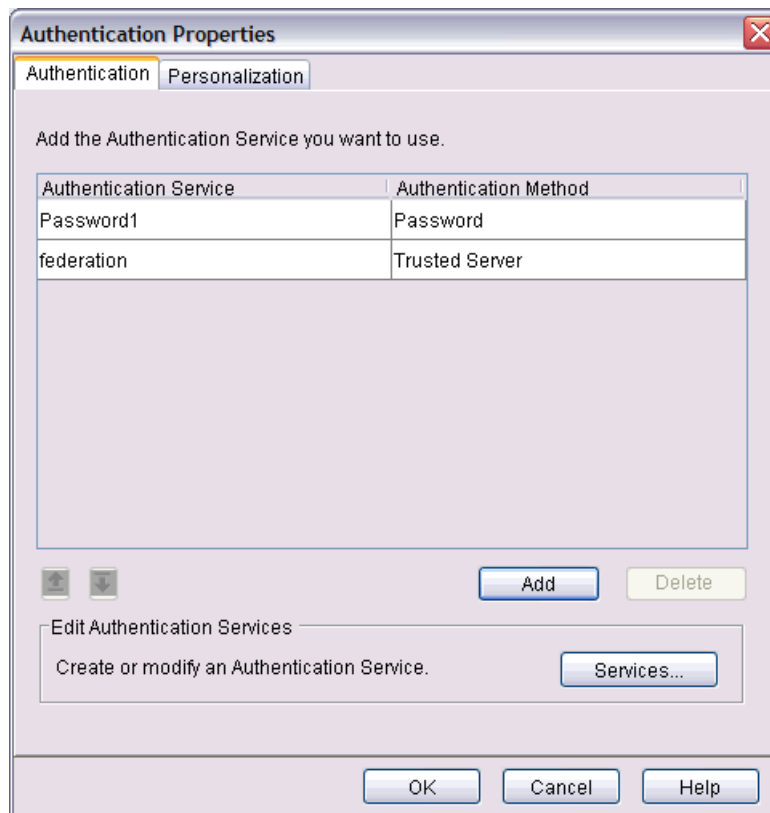 Authentication Properties
Authentication Personalization
Add the Authentication Service you want to use.
Authentication Service Authentication Method
Password1 Password
federation Trusted Server
Add Delete
Edit Authentication Services
Create or modify an Authentication Service. Services...
OK Cancel Help